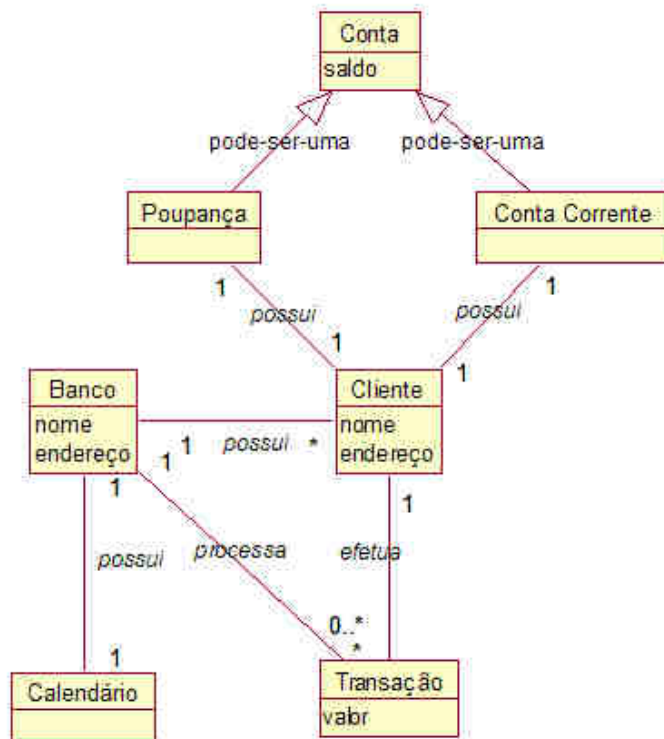 Conta
saldo
pode-ser-uma
pode-ser-uma
Poupança
Conta Corrente
1
1
possui
possui
1
1
Banco
nome
endereço
Cliente
nome
endereço
1
possui
*
1
1
1
possui
processa
efetua
0..*
*
1
Calendário
Transação
valor